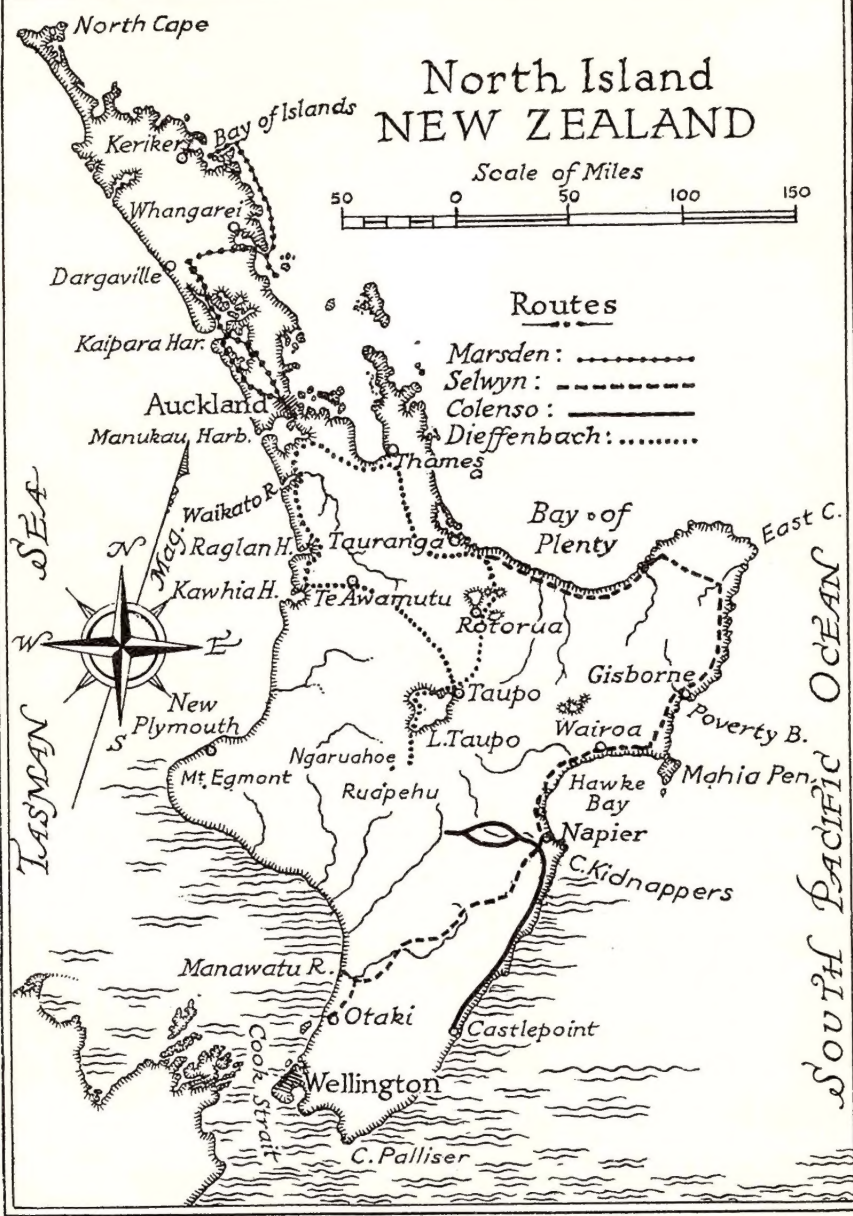 North Cape
North Island
NEW ZEALAND
Scale of Miles
50 0 50 100 150
Bay of Islands
Kerikeri
Whangarei
Dargaville
Kaipara Har.
Routes
Marsden:
Selwyn:
Colenso:
Dieffenbach:
Auckland
Manukau Harb.
Thames
Waikato R.
Mag.
Raglan H.
Tauranga
Bay of
Plenty
East C.
Kawhia H.
Te Awamutu
Rotorua
N
W
E
S
TASMAN SEA
Gisborne
Poverty B.
Taupo
L. Taupo
Wairoa
Mahia Pen.
New
Plymouth
Mt. Egmont
Ngaruahoe
Ruapehu
Hawke
Bay
Napier
C. Kidnappers
SOUTH PACIFIC OCEAN
Manawatu R.
Otaki
Castlepoint
Cook Strait
Wellington
C. Palliser